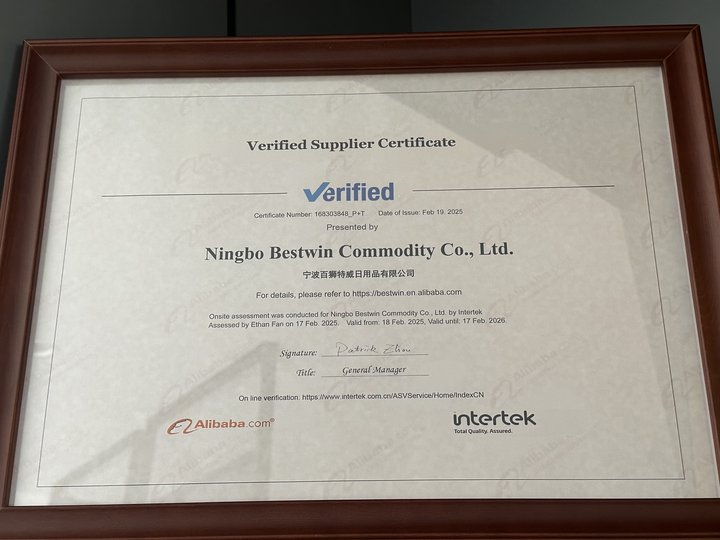 Verified Supplier Certificate
Verified
Certificate Number: 168303848_P+T Date of Issue: Feb 19. 2025
Presented by
Ningbo Bestwin Commodity Co., Ltd.
宁波百狮特威日用品有限公司
For details, please refer to https://bestwin.en.alibaba.com
Onsite assessment was conducted for Ningbo Bestwin Commodity Co., Ltd. by Intertek
Assessed by Ethan Fan on 17 Feb. 2025. Valid from: 18 Feb. 2025, Valid until: 17 Feb. 2026.
Signature: Patrick Zhou
Title: General Manager
On line verification: https://www.intertek.com.cn/ASVService/Home/IndexCN
Alibaba.com®
intertek
Total Quality. Assured.